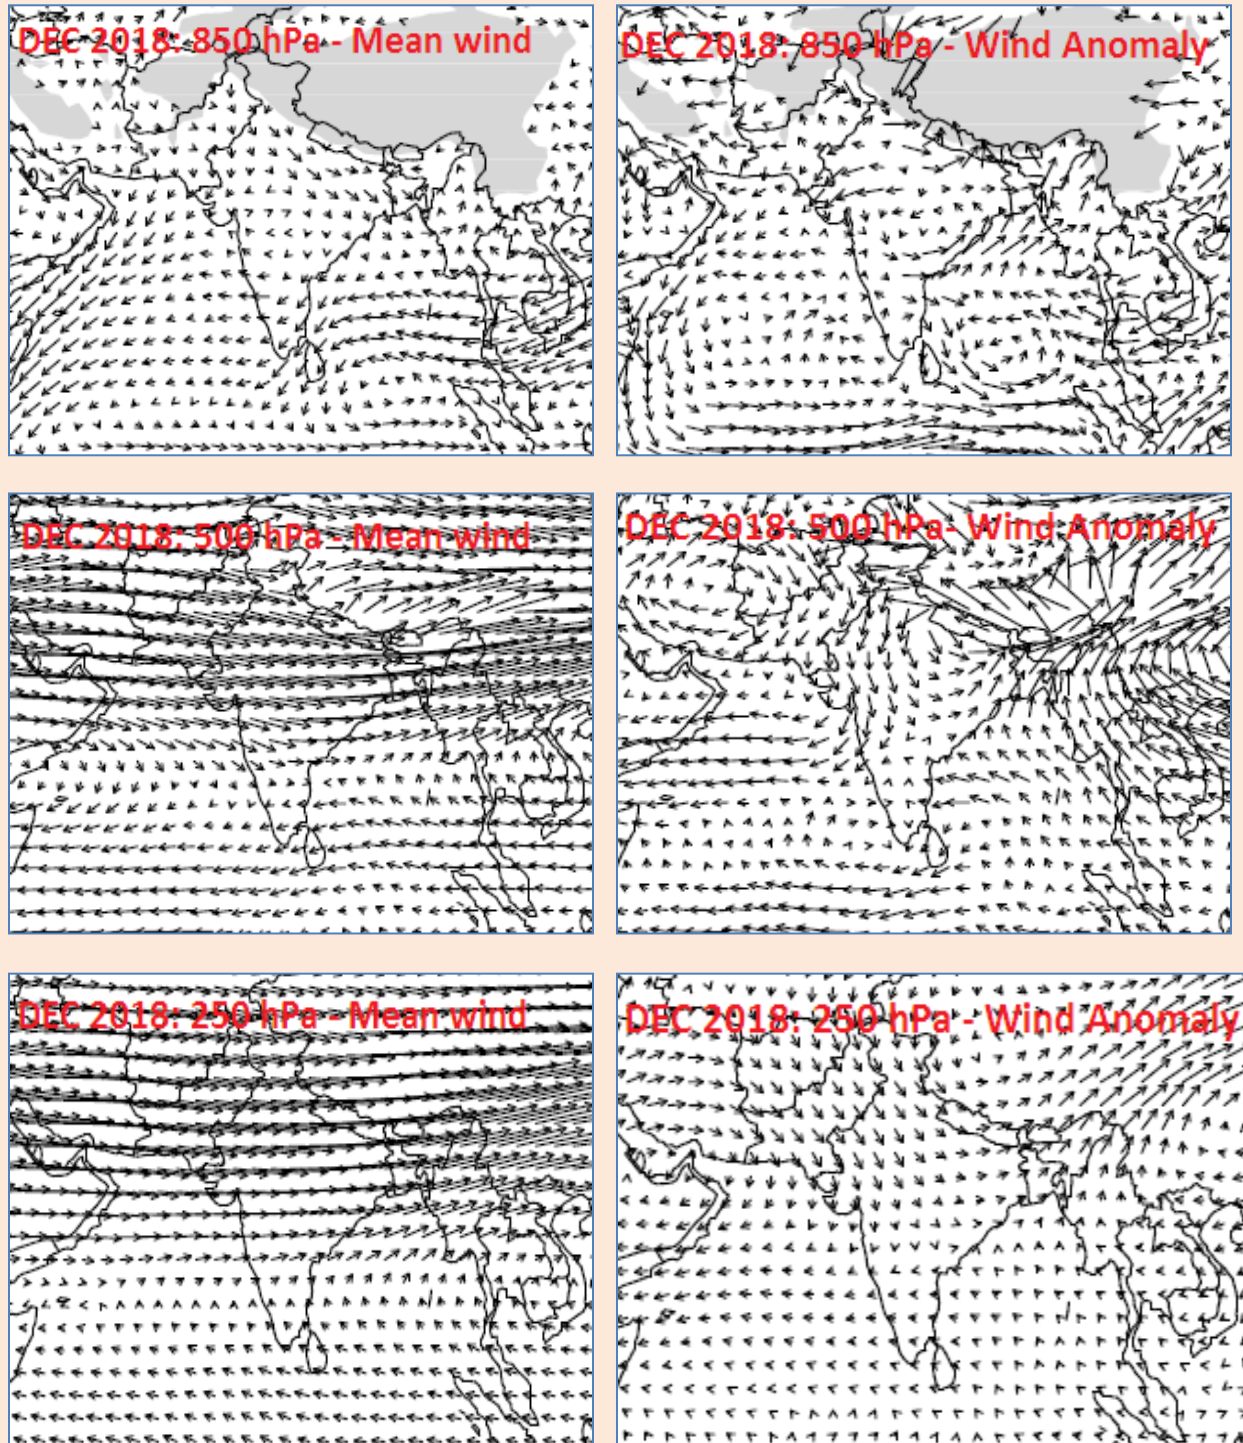 DEC 2018: 850 hPa - Mean wind
DEC 2018: 850 hPa - Wind Anomaly
DEC 2018: 500 hPa - Mean wind
DEC 2018: 500 hPa- Wind Anomaly
DEC 2018: 250 hPa - Mean wind
DEC 2018: 250 hPa - Wind Anomaly